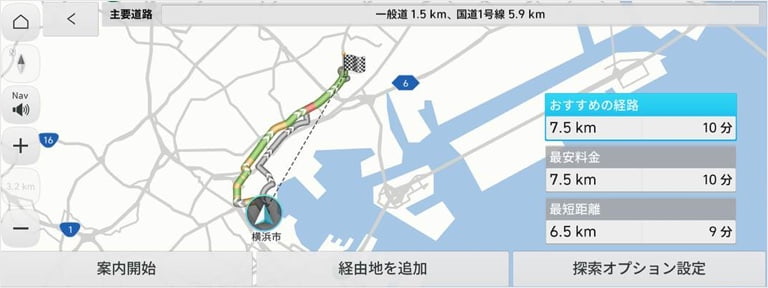 主要道路
一般道 1.5 km、国道1号線 5.9 km
Nav
6
16
3.2 km
1
横浜市
おすすめの経路
7.5 km 10 分
最安料金
7.5 km 10 分
最短距離
6.5 km 9 分
案内開始
経由地を追加
探索オプション設定